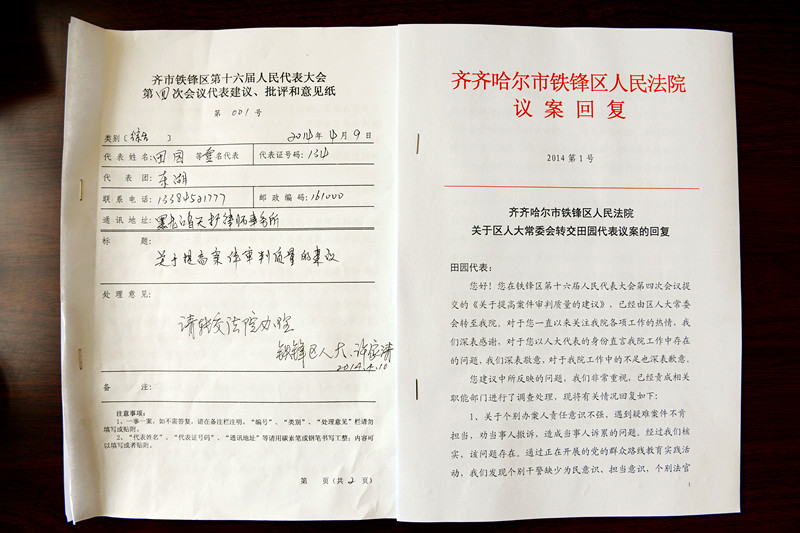 齐市铁锋区第十六届人民代表大会
第四次会议代表建议、批评和意见纸
第 001 号
类别〔综合 〕 2014年4月9日
代表姓名: 田园 等壹名代表 代表证号码: 134
代 表 团: 东湖
联系电话: 13384521777 邮政编码: 161000
通讯地址: 黑龙江 天 律师事务所
标 题:
关于提高案件审判质量的建议
处理意见:
请转交法院办理
铁锋区人大、许 清
2014.4.10
备 注:
注意事项:
1、一事一案,如不需答复,请在备注栏注明,“编号”、“类别”、“处理意见”栏请勿
填写或贴附。
2、“代表姓名”、“代表证号码”、“通讯地址”等请用碳素笔或钢笔书写工整;内容可
以填写或者贴附。
第 页(共 2 页)
齐齐哈尔市铁锋区人民法院
议案回复
2014 第 1 号
齐齐哈尔市铁锋区人民法院
关于区人大常委会转交田园代表议案的回复
田园代表:
您好!您在铁锋区第十六届人民代表大会第四次会议提
交的《关于提高案件审判质量的建议》,已经由区人大常委
会转至我院。对于您一直以来关注我院各项工作的热情,我
们深表感谢,对于您以人大代表的身份直言我院工作中存在
的问题,我们深表敬意,对于我院工作中的不足也深表歉意。
您建议中所反映的问题,我们非常重视,已经责成相关
职能部门进行了调查处理,现将有关情况回复如下:
1、关于个别办案人责任意识不强,遇到疑难案件不肯
担当,劝当事人撤诉,造成当事人诉累的问题。经过我们核
实,该问题存在。通过正在开展的党的群众路线教育实践活
动,我们发现个别干警缺少为民意识、担当意识,个别法官
1